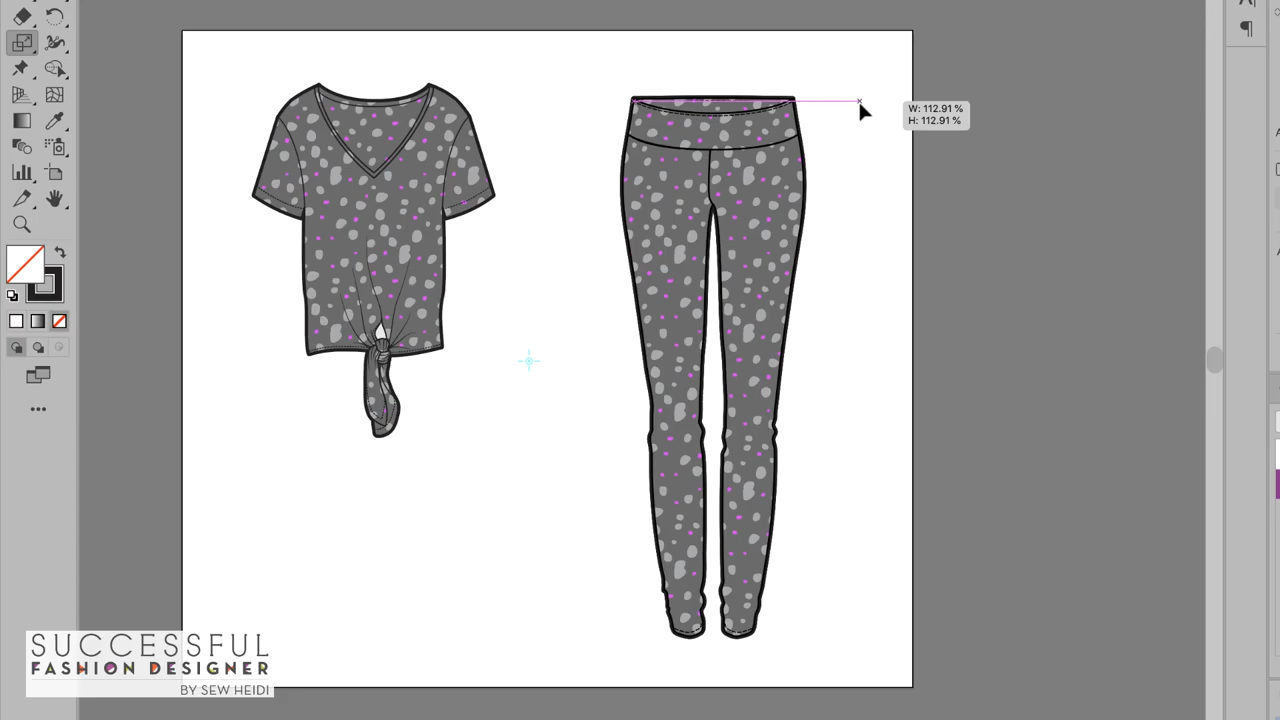 W: 112.91 %
H: 112.91 %
SUCCESSFUL
FASHION DESIGNER
BY SEW HEIDI